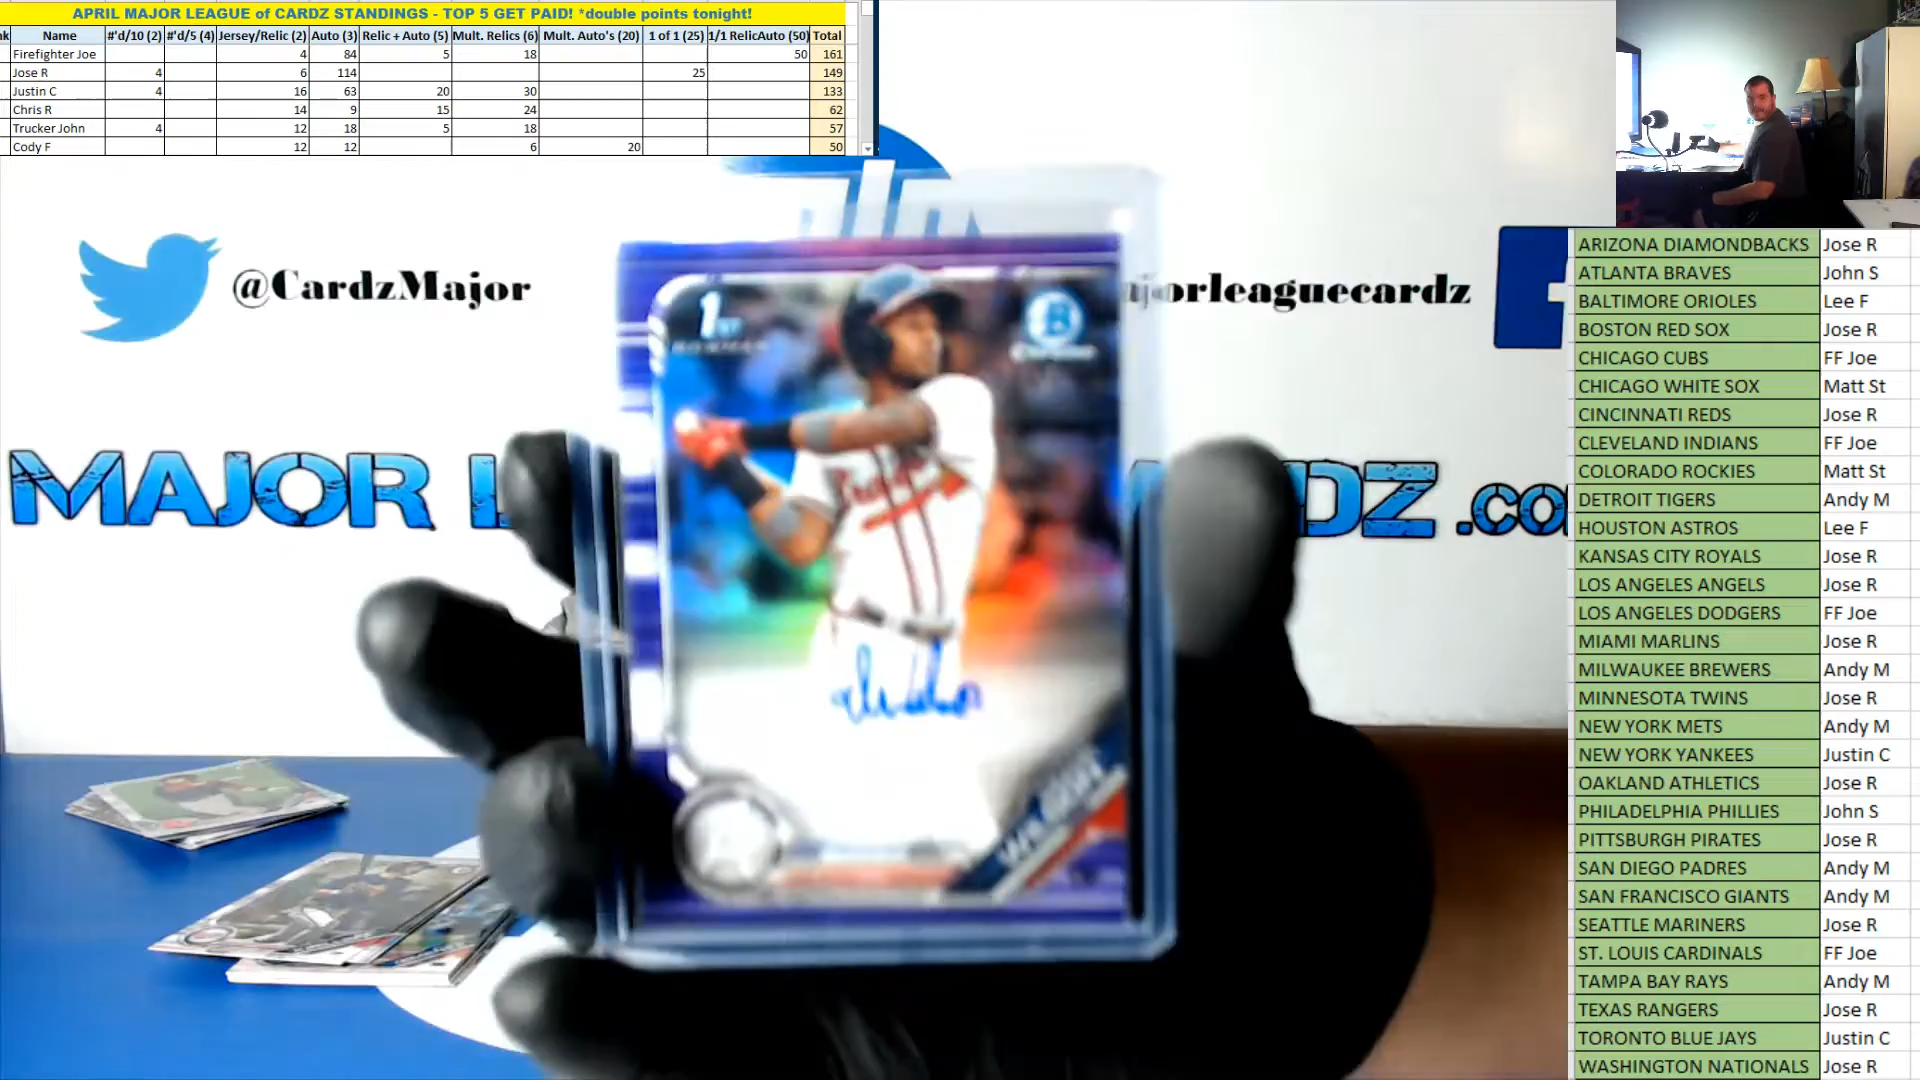 APRIL MAJOR LEAGUE of CARDZ STANDINGS - TOP 5 GET PAID! *double points tonight!
nk Name #'d/10 (2) #'d/5 (4) Jersey/Relic (2) Auto (3) Relic + Auto (5) Mult. Relics (6) Mult. Auto's (20) 1 of 1 (25) 1/1 RelicAuto (50) Total
Firefighter Joe 4 84 5 18 50 161
Jose R 4 6 114 25 149
Justin C 4 16 63 20 30 133
Chris R 14 9 15 24 62
Trucker John 4 12 18 5 18 57
Cody F 12 12 6 20 50
@CardzMajor
ajorleaguecardz
MAJOR L
DZ .co
1ST
BOWMAN
B
Chrome
Braves
ARIZONA DIAMONDBACKS Jose R
ATLANTA BRAVES John S
BALTIMORE ORIOLES Lee F
BOSTON RED SOX Jose R
CHICAGO CUBS FF Joe
CHICAGO WHITE SOX Matt St
CINCINNATI REDS Jose R
CLEVELAND INDIANS FF Joe
COLORADO ROCKIES Matt St
DETROIT TIGERS Andy M
HOUSTON ASTROS Lee F
KANSAS CITY ROYALS Jose R
LOS ANGELES ANGELS Jose R
LOS ANGELES DODGERS FF Joe
MIAMI MARLINS Jose R
MILWAUKEE BREWERS Andy M
MINNESOTA TWINS Jose R
NEW YORK METS Andy M
NEW YORK YANKEES Justin C
OAKLAND ATHLETICS Jose R
PHILADELPHIA PHILLIES John S
PITTSBURGH PIRATES Jose R
SAN DIEGO PADRES Andy M
SAN FRANCISCO GIANTS Andy M
SEATTLE MARINERS Jose R
ST. LOUIS CARDINALS FF Joe
TAMPA BAY RAYS Andy M
TEXAS RANGERS Jose R
TORONTO BLUE JAYS Justin C
WASHINGTON NATIONALS Jose R